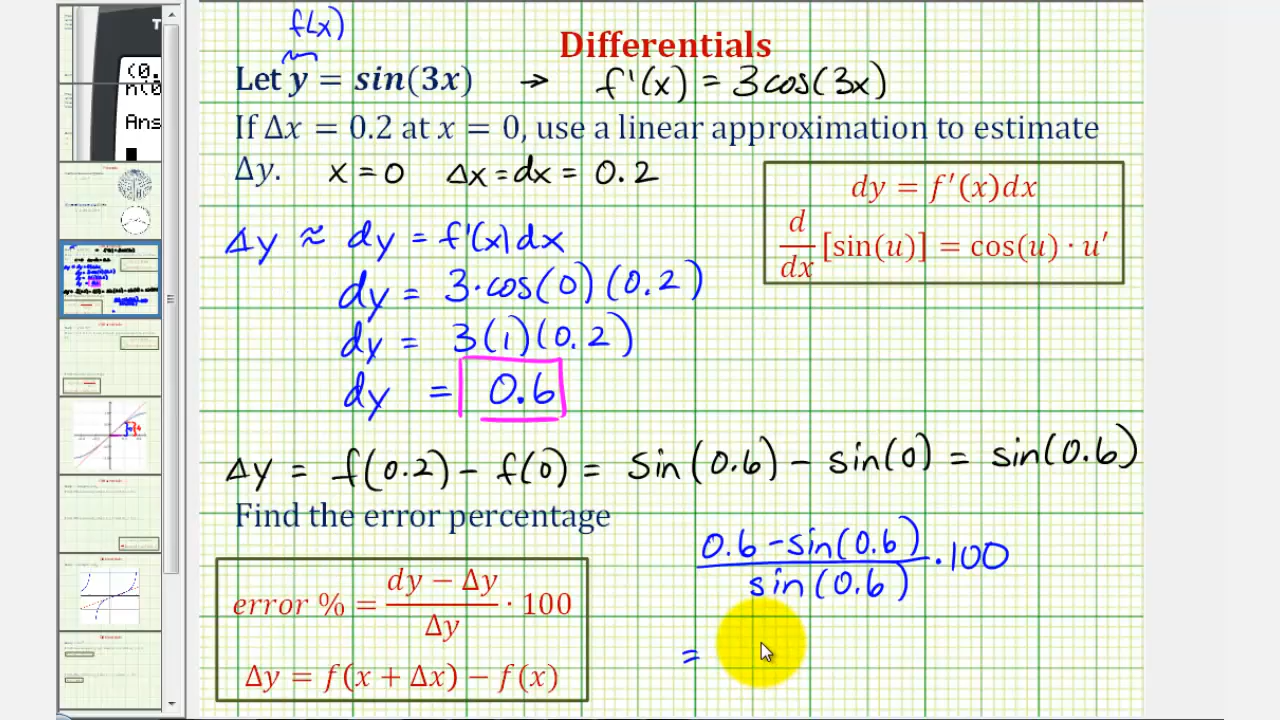 f(x)
Differentials
Let y = sin(3x) → f'(x) = 3cos(3x)
If Δx = 0.2 at x = 0, use a linear approximation to estimate
Δy. x = 0 Δx = dx = 0.2
dy = f′(x)dx
d/dx [sin(u)] = cos(u) · u′
Δy ≈ dy = f'(x)dx
dy = 3·cos(0)(0.2)
dy = 3(1)(0.2)
dy = 0.6
Δy = f(0.2) − f(0) = sin(0.6) − sin(0) = sin(0.6)
Find the error percentage
error % = (dy − Δy)/Δy · 100
Δy = f(x + Δx) − f(x)
0.6 − sin(0.6)
sin(0.6) · 100
=
(0.
n(0
Ans